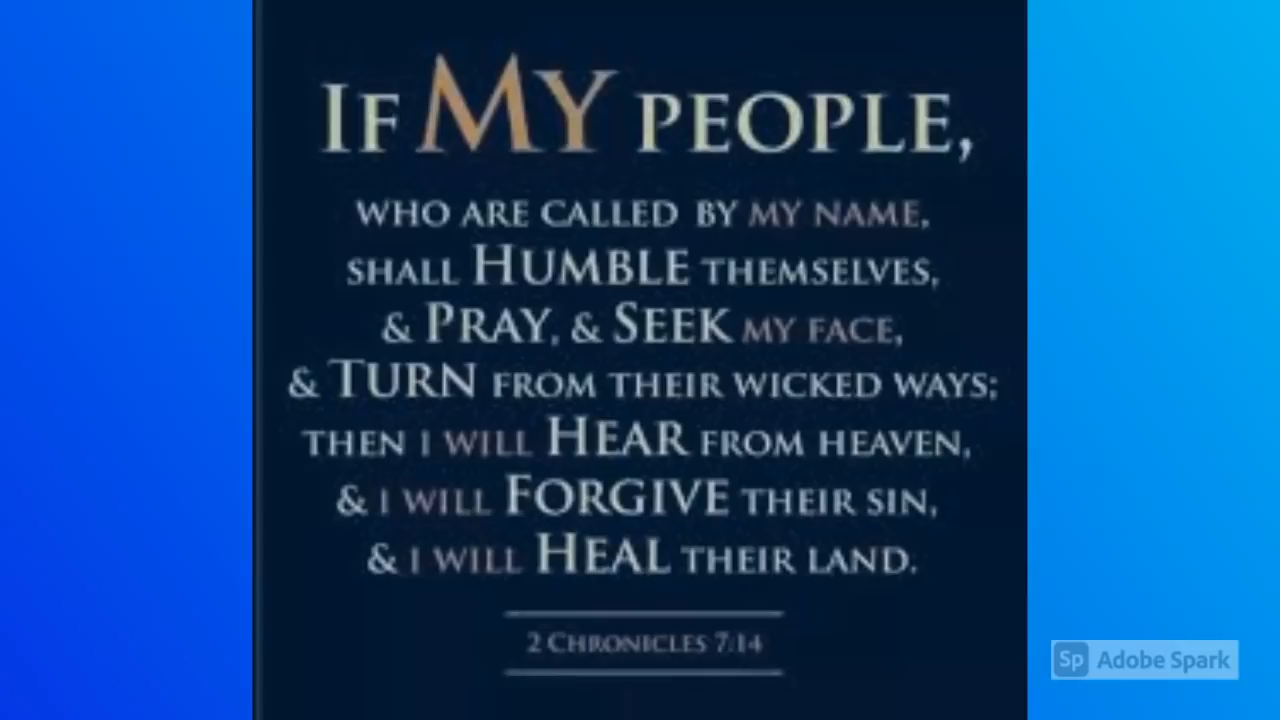 IF MY PEOPLE,
WHO ARE CALLED BY MY NAME,
SHALL HUMBLE THEMSELVES,
& PRAY, & SEEK MY FACE,
& TURN FROM THEIR WICKED WAYS;
THEN I WILL HEAR FROM HEAVEN,
& I WILL FORGIVE THEIR SIN,
& I WILL HEAL THEIR LAND.
2 CHRONICLES 7:14
Sp Adobe Spark